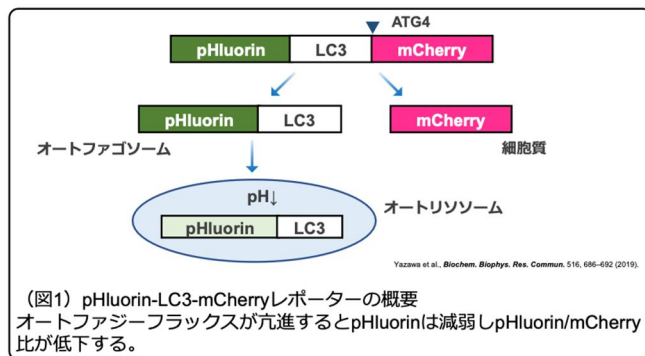 ATG4
pHluorin LC3 mCherry
pHluorin LC3 mCherry
オートファゴソーム 細胞質
pH↓ オートリソソーム
pHluorin LC3
Yazawa et al., Biochem. Biophys. Res. Commun. 516, 686–692 (2019).
（図1）pHluorin-LC3-mCherryレポーターの概要
オートファジーフラックスが亢進するとpHluorinは減弱しpHluorin/mCherry
比が低下する。